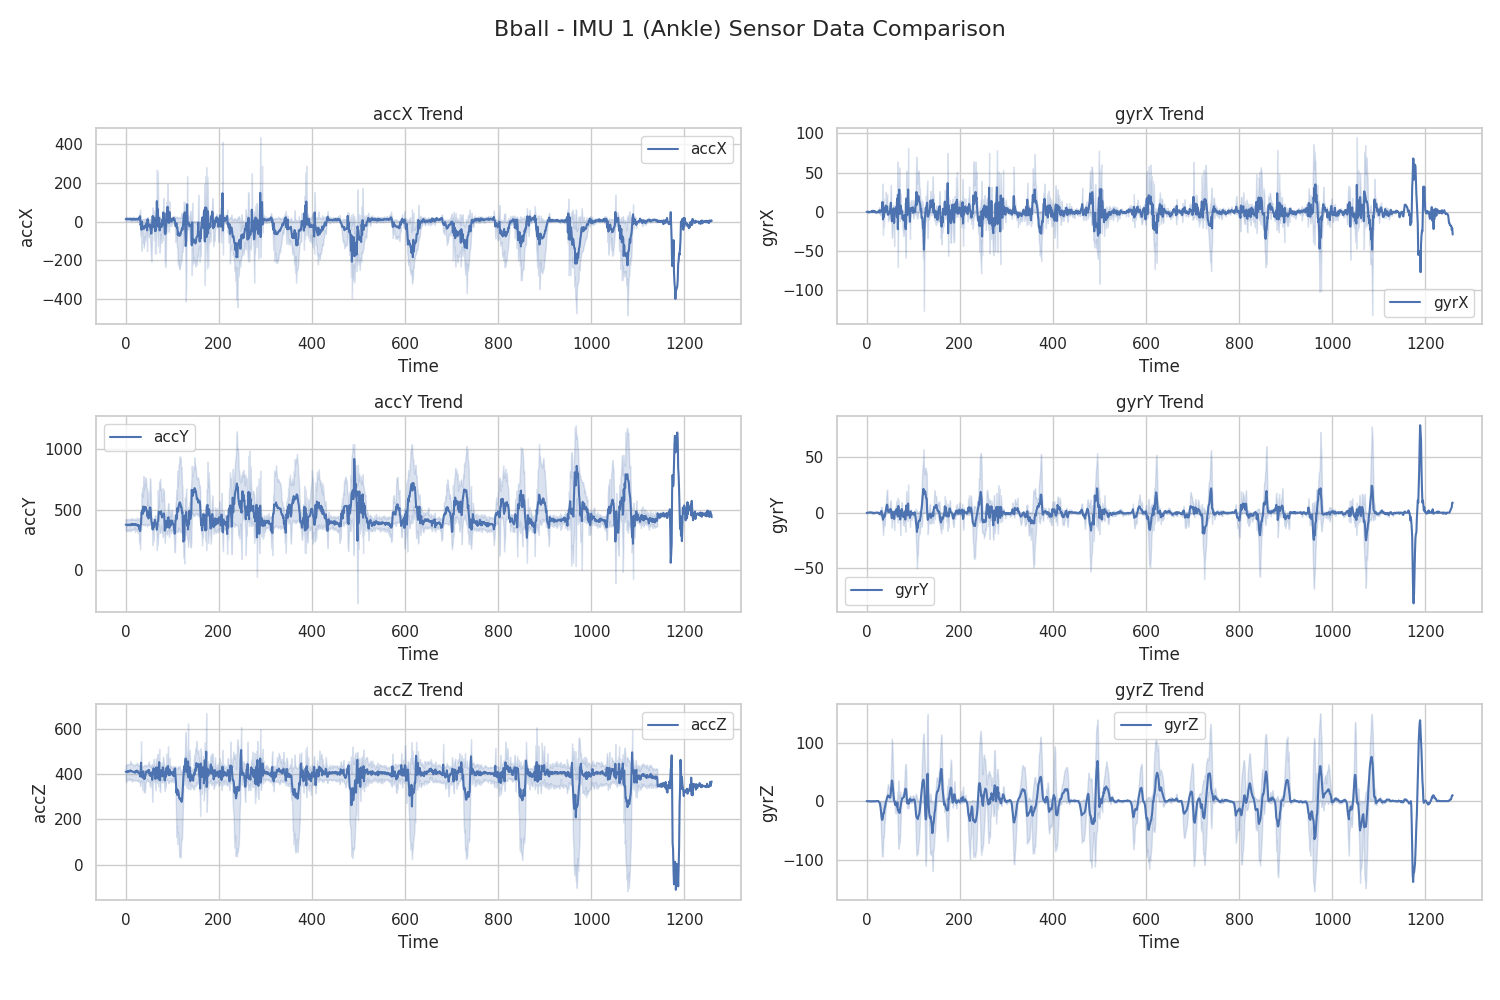 Bball - IMU 1 (Ankle) Sensor Data Comparison
accX Trend
accX
400
200
0
−200
−400
accX
0 200 400 600 800 1000 1200
Time
gyrX Trend
gyrX
100
50
0
−50
−100
gyrX
0 200 400 600 800 1000 1200
Time
accY Trend
accY
1000
500
0
accY
0 200 400 600 800 1000 1200
Time
gyrY Trend
gyrY
50
0
−50
gyrY
0 200 400 600 800 1000 1200
Time
accZ Trend
accZ
600
400
200
0
accZ
0 200 400 600 800 1000 1200
Time
gyrZ Trend
gyrZ
100
0
−100
gyrZ
0 200 400 600 800 1000 1200
Time